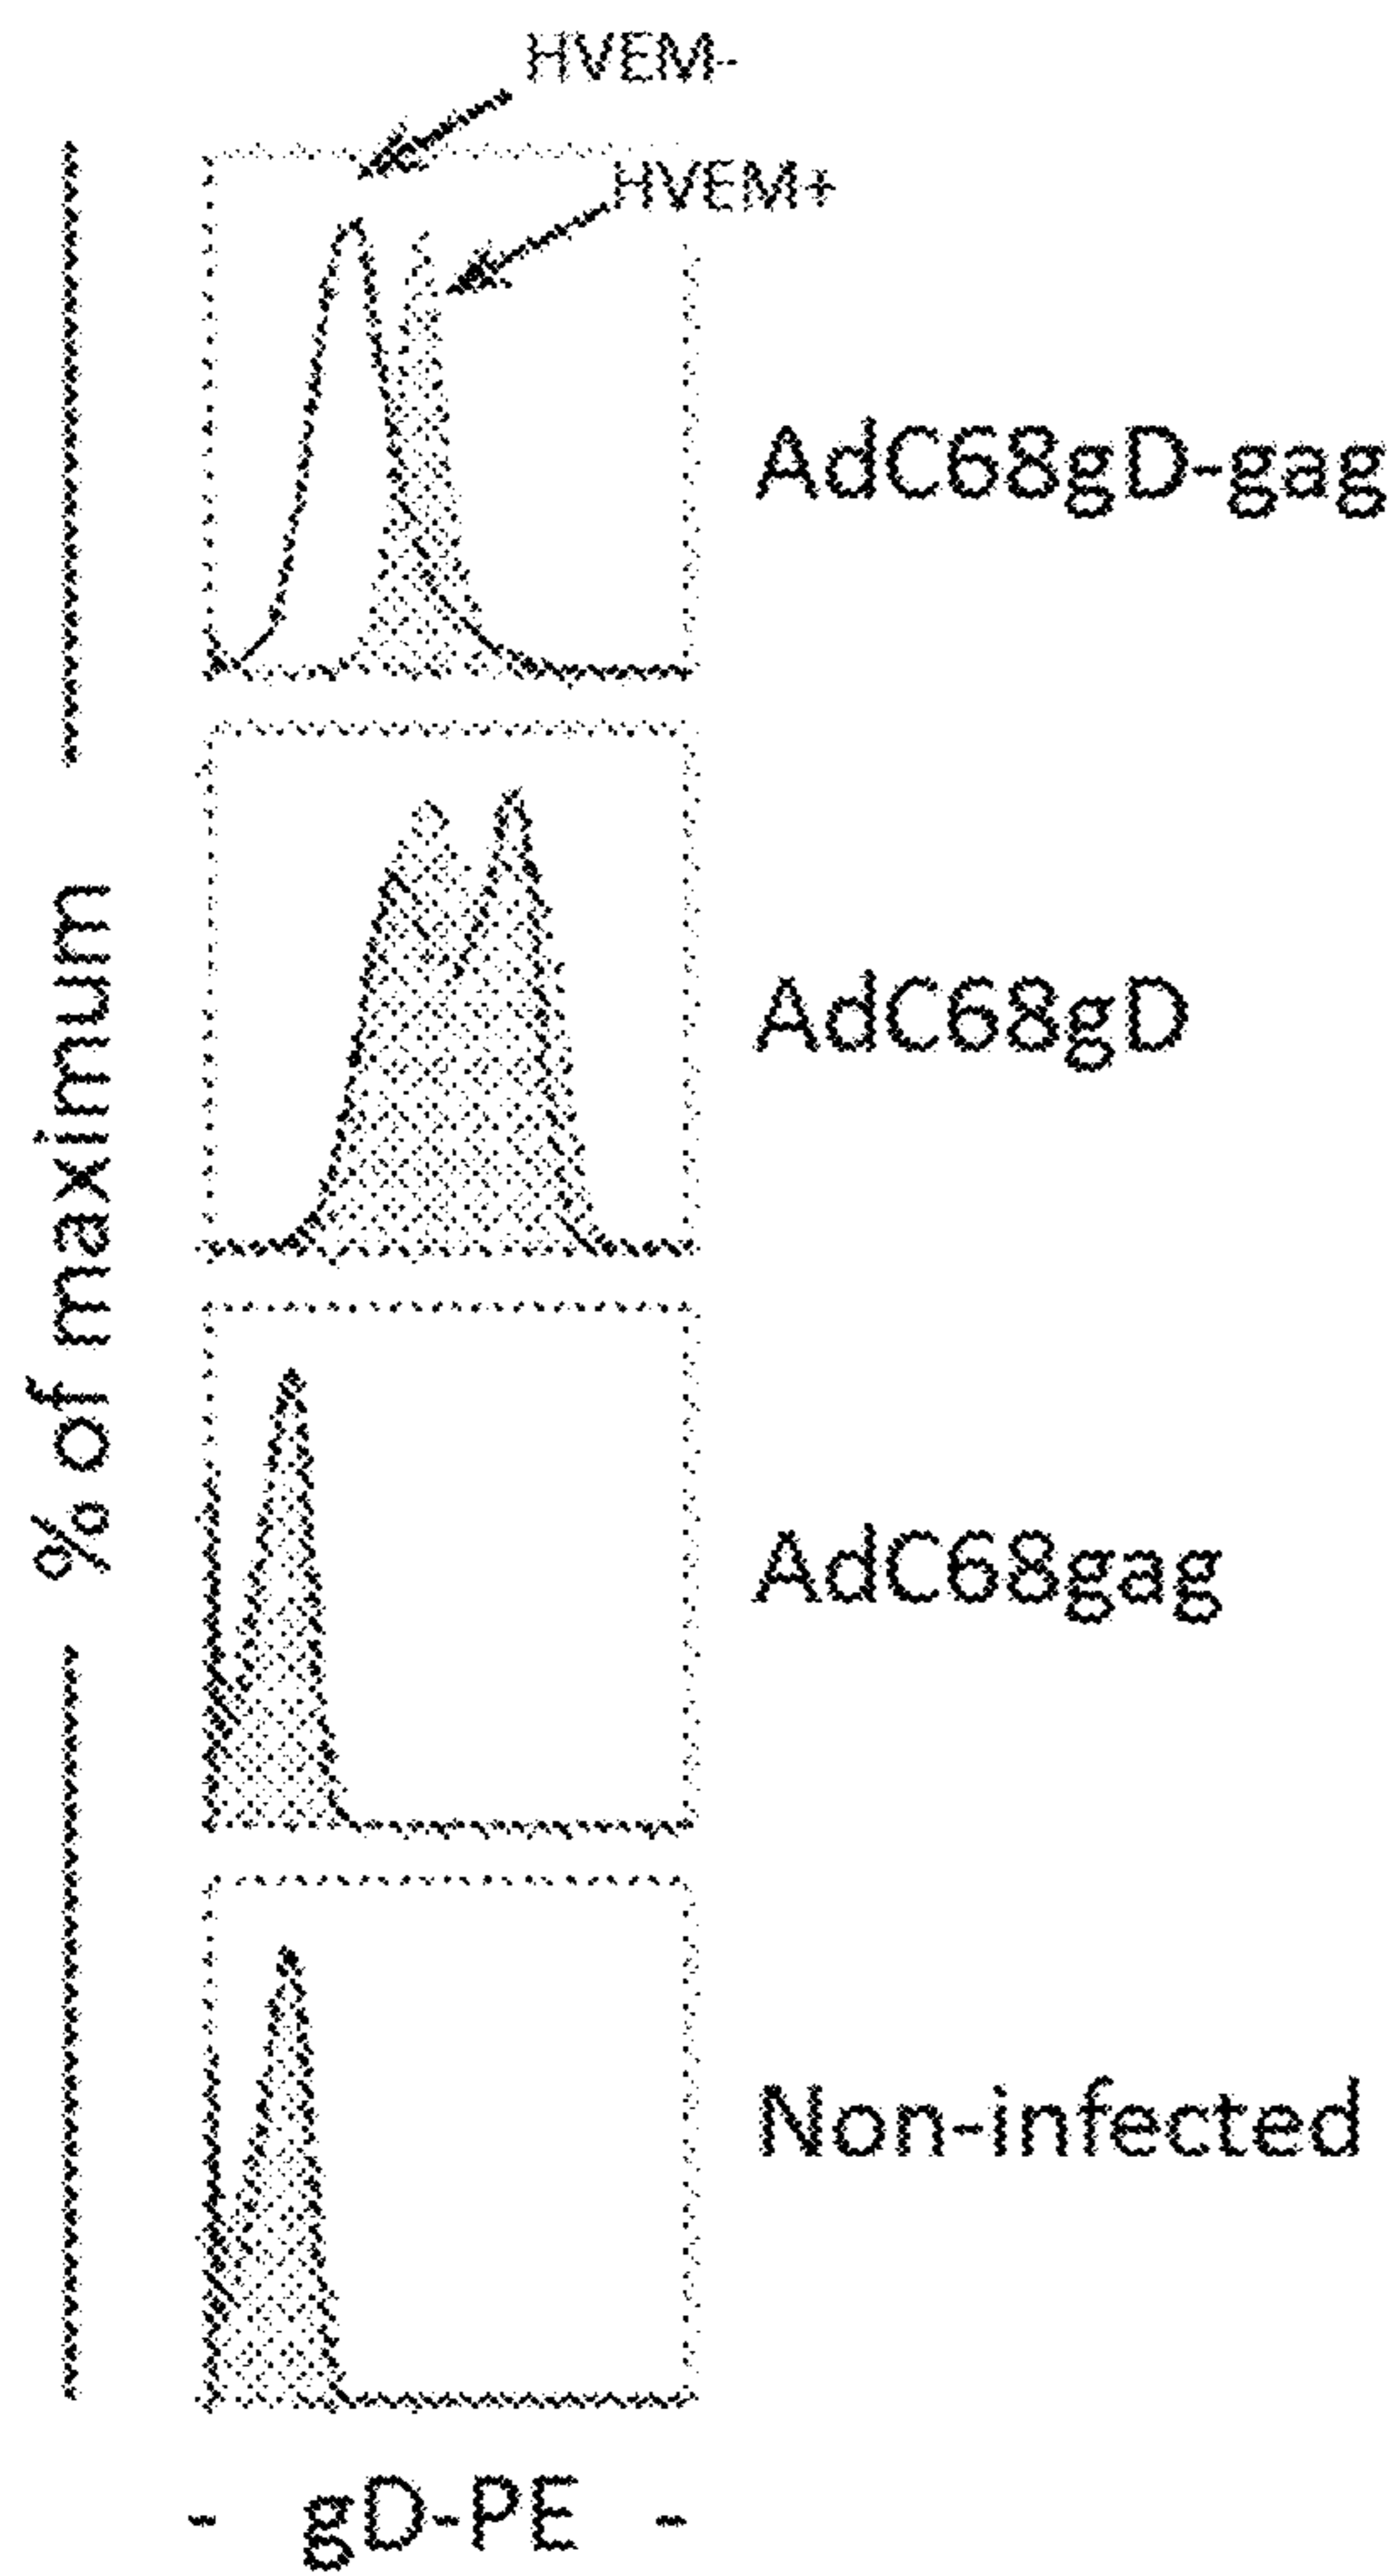 HVEM-
HVEM+
AdC68gD-gag
AdC68gD
% of maximum
AdC68gag
Non-infected
- gD-PE -